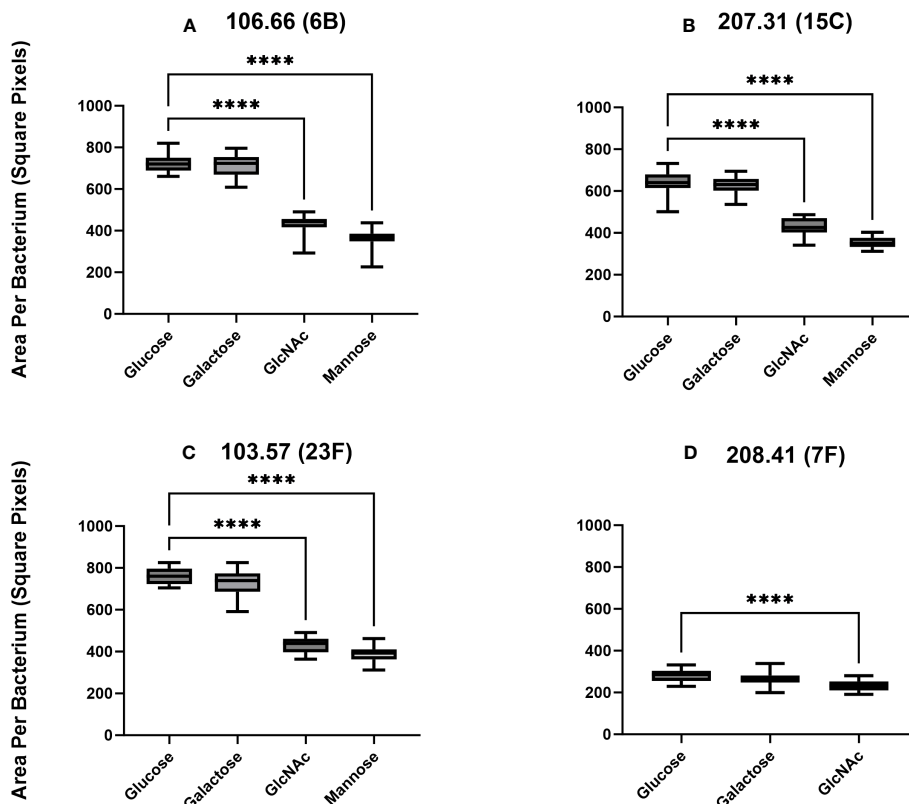 A 106.66 (6B)
Area Per Bacterium (Square Pixels)
****
****
1000
800
600
400
200
0
Glucose
Galactose
GlcNAc
Mannose
B 207.31 (15C)
****
****
1000
800
600
400
200
0
Glucose
Galactose
GlcNAc
Mannose
C 103.57 (23F)
Area Per Bacterium (Square Pixels)
****
****
1000
800
600
400
200
0
Glucose
Galactose
GlcNAc
Mannose
D 208.41 (7F)
****
1000
800
600
400
200
0
Glucose
Galactose
GlcNAc